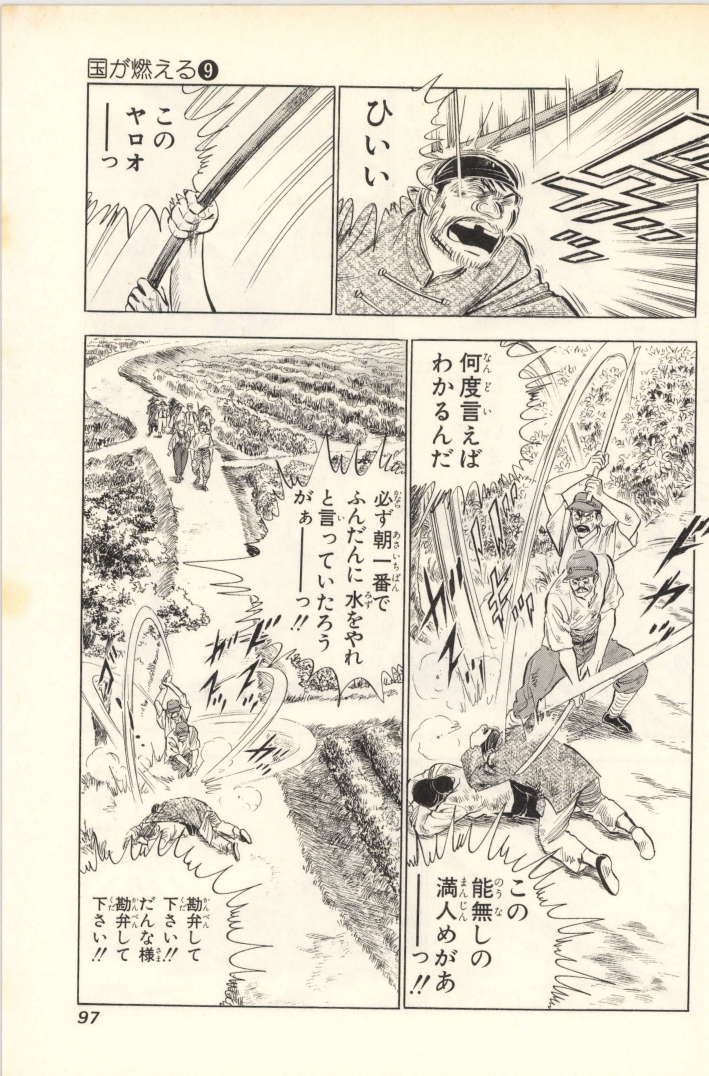 国が燃える❾
ひいい
この
ヤロオ
――っ
何度言えば
わかるんだ
この
能無しの
満人めがあ
――っ!!
必ず朝一番で
ふんだんに水をやれ
と言っていたろう
がぁ――っ!!
勘弁して
下さい!!
だんな様
勘弁して
下さい!!
97